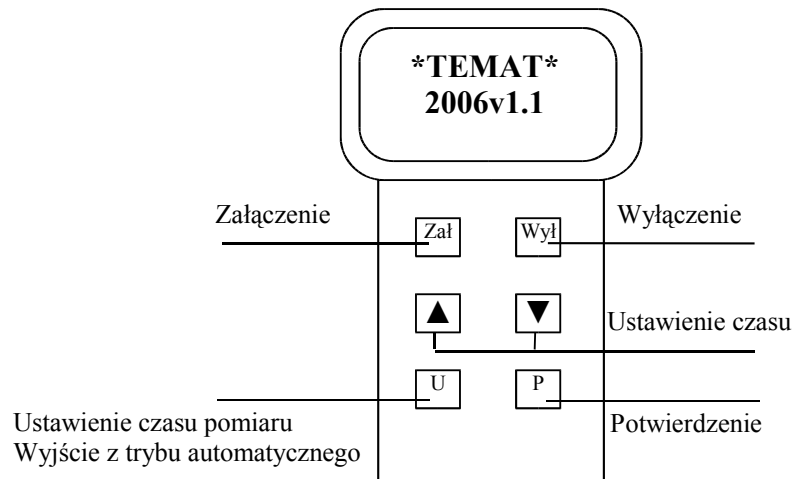 *TEMAT*
2006v1.1
Załączenie
Zał
Wył
Wyłączenie
▲
▼
Ustawienie czasu
U
P
Ustawienie czasu pomiaru
Wyjście z trybu automatycznego
Potwierdzenie